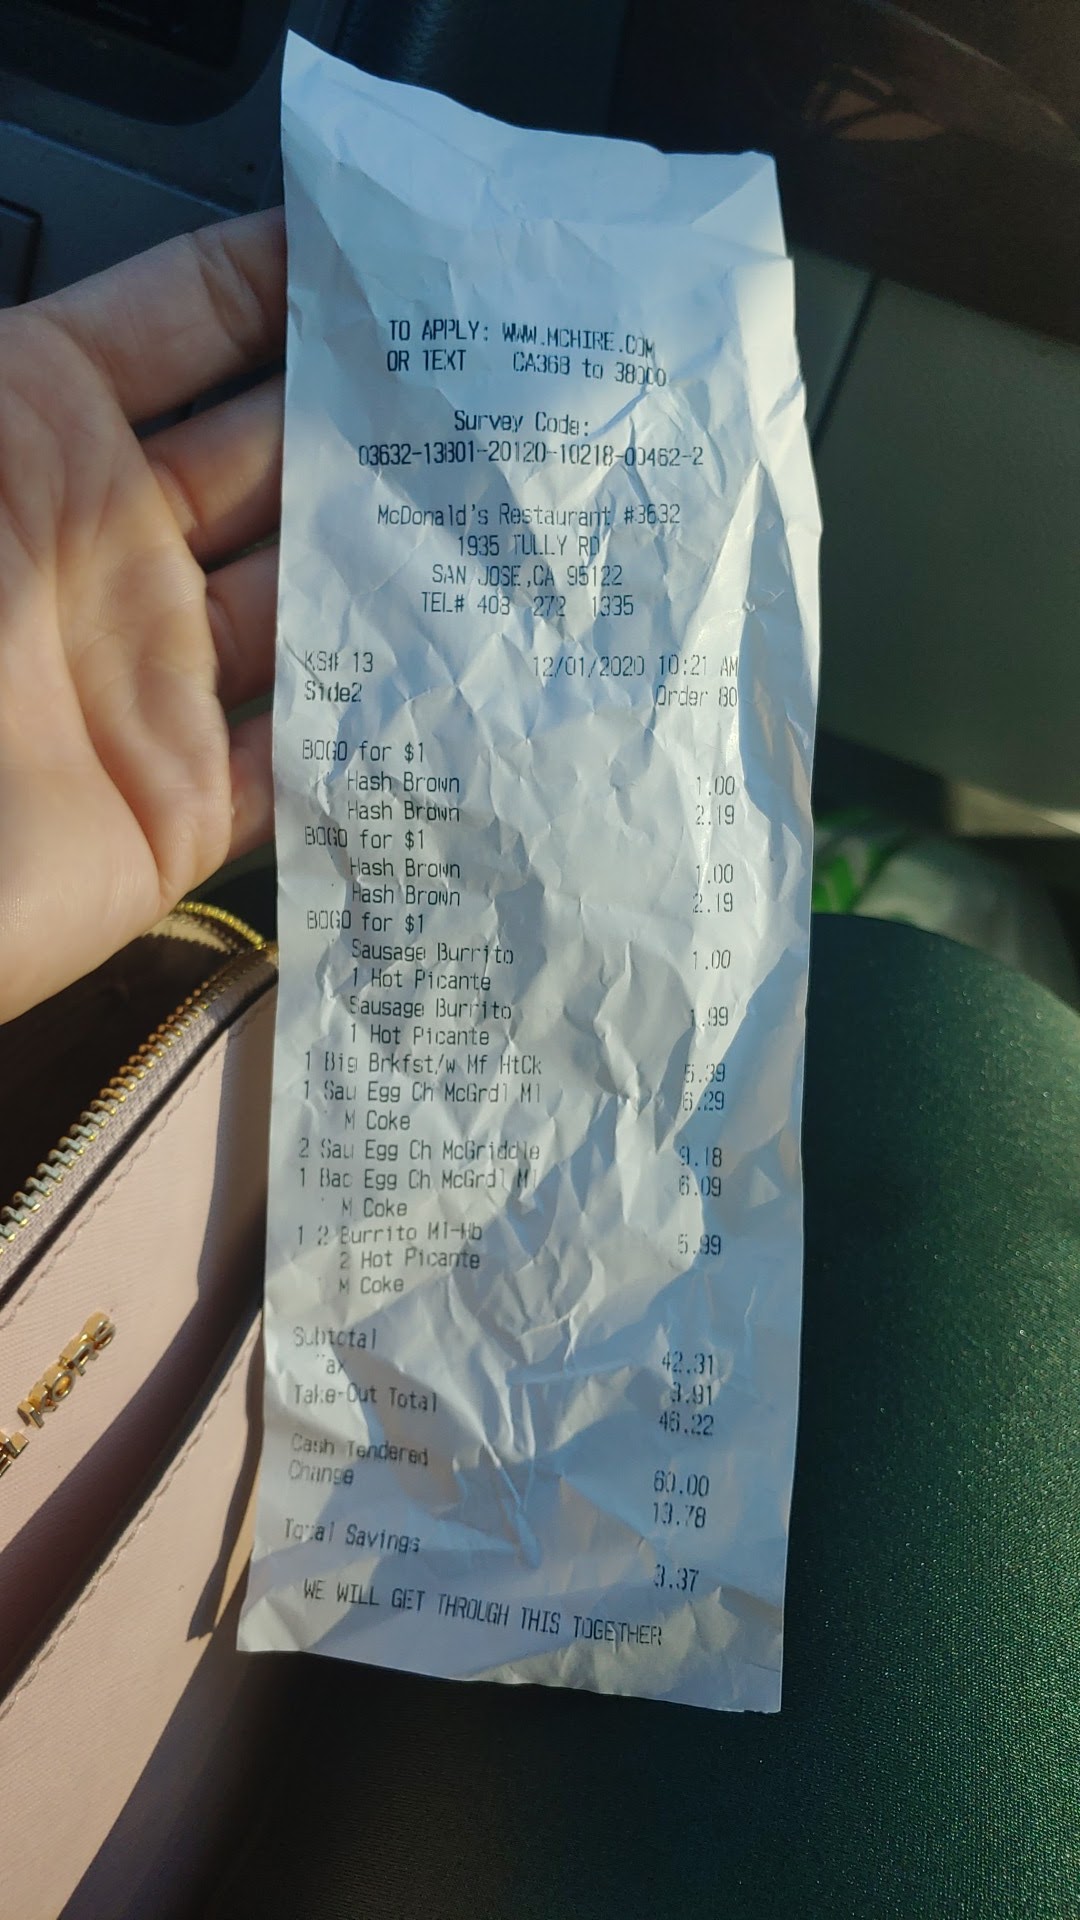 TO APPLY: WWW.MCHIRE.COM
OR TEXT CA368 to 38000
Survey Code:
03632-13801-20120-10218-00462-2
McDonald's Restaurant #3632
1935 TULLY RD
SAN JOSE,CA 95122
TEL# 408 272 1335
KS# 13 12/01/2020 10:21 AM
Side2 Order 80
BOGO for $1
Hash Brown 1.00
Hash Brown 2.19
BOGO for $1
Hash Brown 1.00
Hash Brown 2.19
BOGO for $1
Sausage Burrito 1.00
1 Hot Picante
Sausage Burrito 1.99
1 Hot Picante
1 Big Brkfst/w Mf HtCk 5.39
1 Sau Egg Ch McGrdl Ml 6.29
M Coke
2 Sau Egg Ch McGriddle 9.18
1 Bac Egg Ch McGrdl Ml 6.09
M Coke
1 2 Burrito Ml-Hb 5.99
2 Hot Picante
M Coke
Subtotal 42.31
Tax 3.91
Take-Out Total 46.22
Cash Tendered 60.00
Change 13.78
Total Savings 3.37
WE WILL GET THROUGH THIS TOGETHER